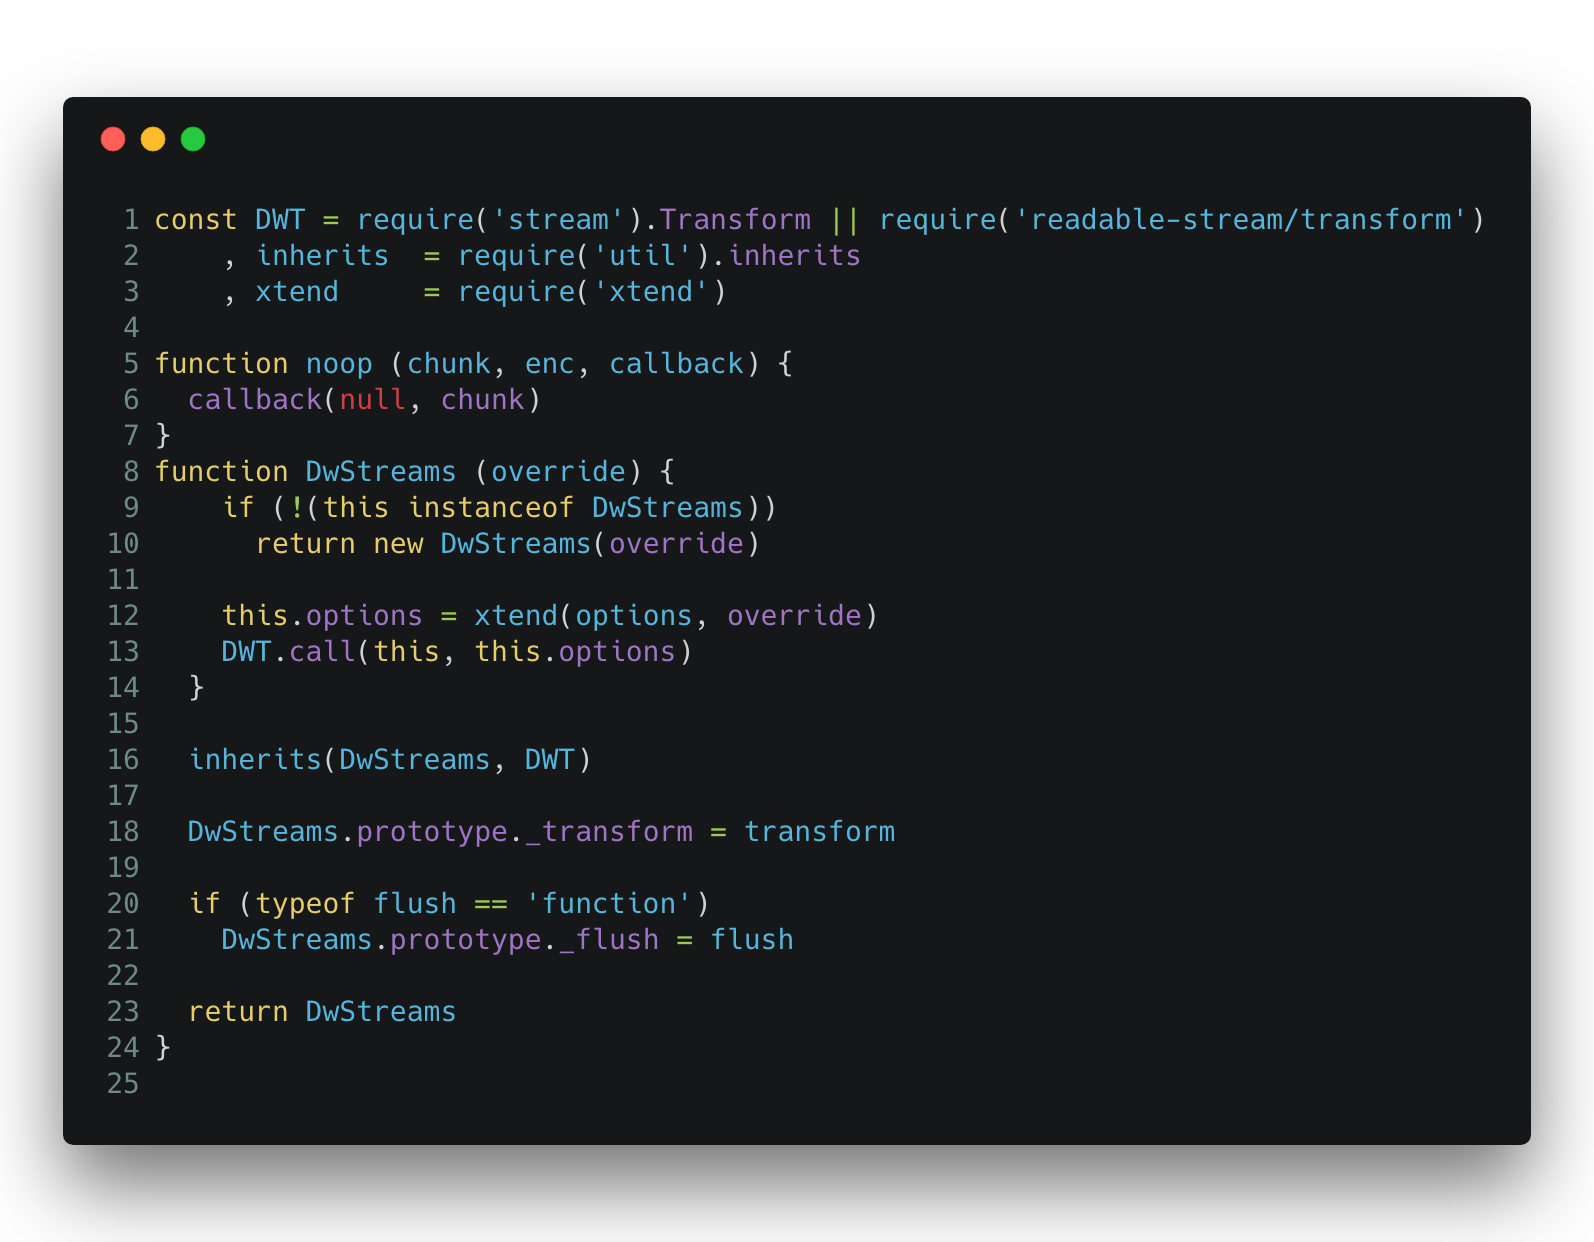 1 const DWT = require('stream').Transform || require('readable-stream/transform')
2     , inherits  = require('util').inherits
3     , xtend     = require('xtend')
4
5 function noop (chunk, enc, callback) {
6   callback(null, chunk)
7 }
8 function DwStreams (override) {
9     if (!(this instanceof DwStreams))
10       return new DwStreams(override)
11
12     this.options = xtend(options, override)
13     DWT.call(this, this.options)
14   }
15
16   inherits(DwStreams, DWT)
17
18   DwStreams.prototype._transform = transform
19
20   if (typeof flush == 'function')
21     DwStreams.prototype._flush = flush
22
23   return DwStreams
24 }
25